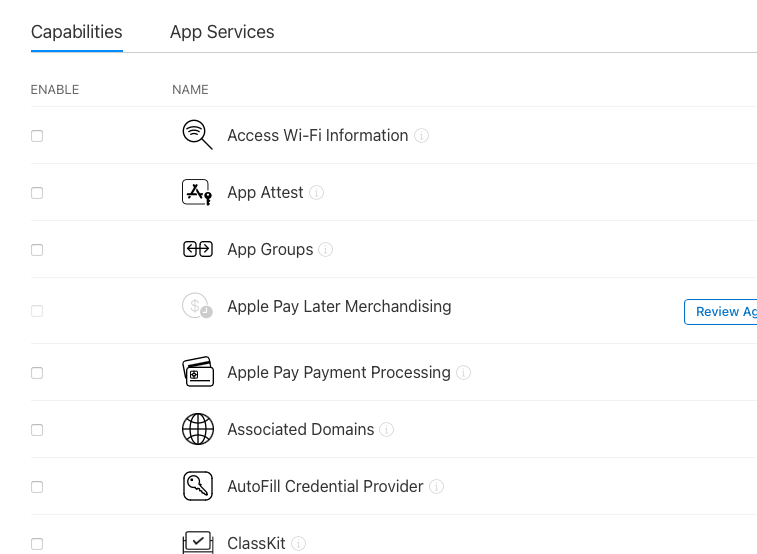 Capabilities App Services
ENABLE NAME
Access Wi-Fi Information
App Attest
App Groups
Apple Pay Later Merchandising
Review
Apple Pay Payment Processing
Associated Domains
AutoFill Credential Provider
ClassKit